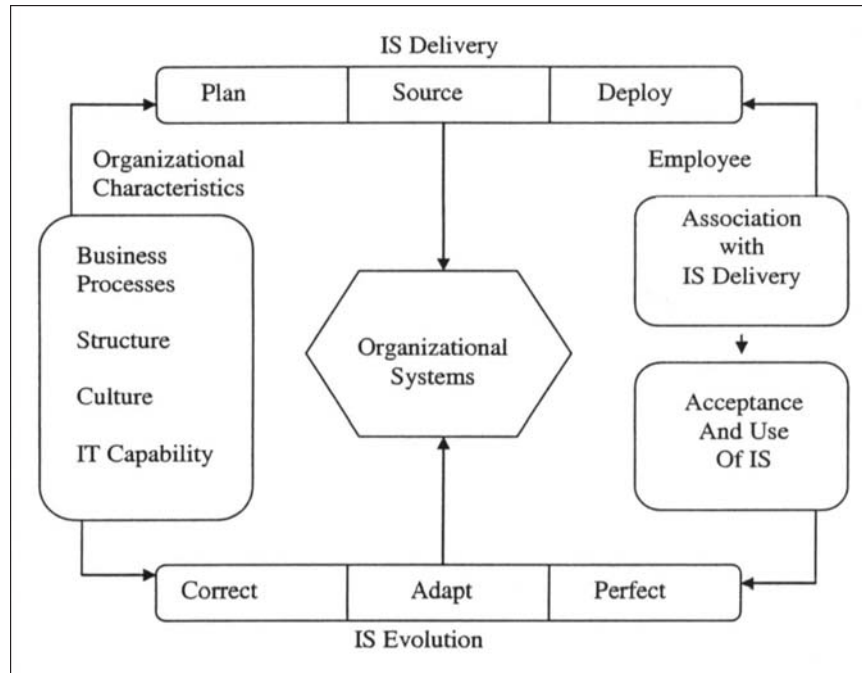 IS Delivery
Plan
Source
Deploy
Organizational
Characteristics
Employee
Business
Processes
Structure
Culture
IT Capability
Organizational
Systems
Association
with
IS Delivery
Acceptance
And Use
Of IS
Correct
Adapt
Perfect
IS Evolution